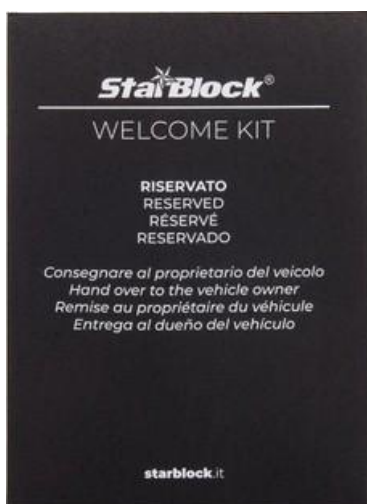 StarBlock®
WELCOME KIT
RISERVATO
RESERVED
RÉSERVÉ
RESERVADO
Consegnare al proprietario del veicolo
Hand over to the vehicle owner
Remise au propriétaire du véhicule
Entrega al dueño del vehículo
starblock.it